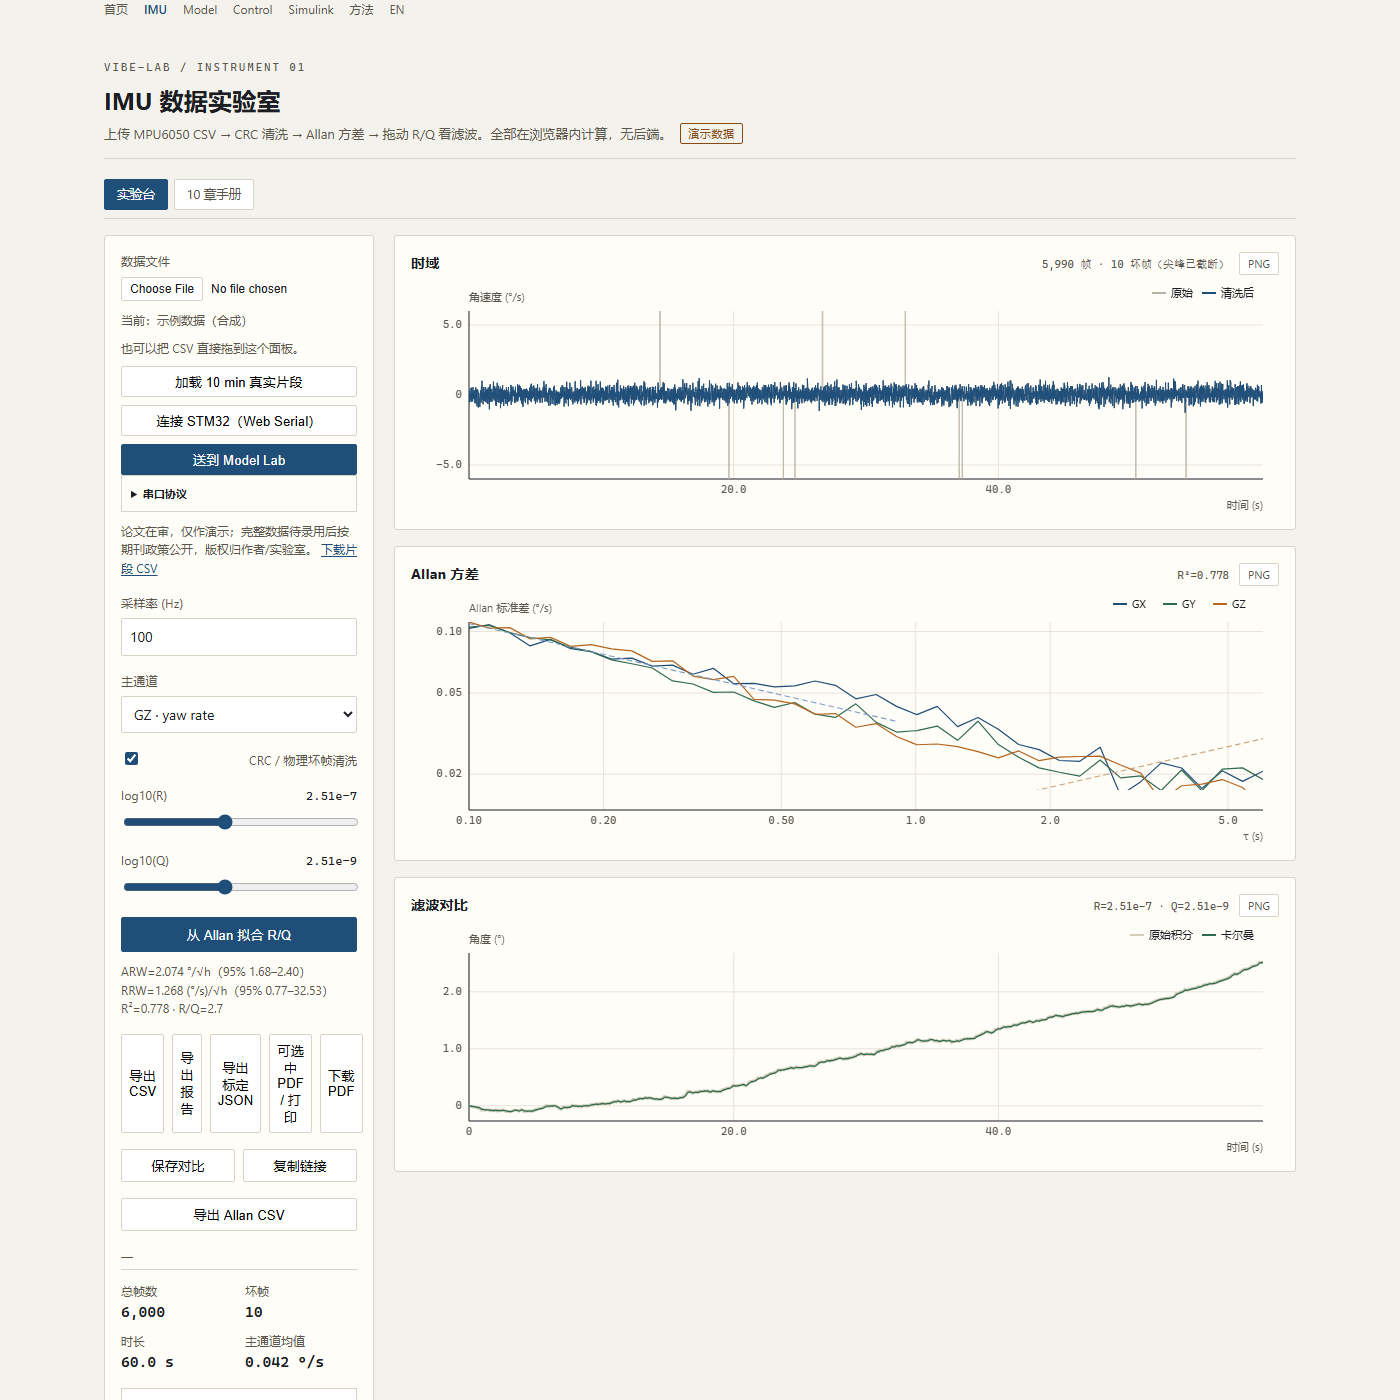 首页 IMU Model Control Simulink 方法 EN
VIBE-LAB / INSTRUMENT 01
IMU 数据实验室
上传 MPU6050 CSV → CRC 清洗 → Allan 方差 → 拖动 R/Q 看滤波。全部在浏览器内计算，无后端。 演示数据
实验台 10 章手册
数据文件
Choose File No file chosen
当前：示例数据（合成）
也可以把 CSV 直接拖到这个面板。
加载 10 min 真实片段
连接 STM32（Web Serial）
送到 Model Lab
▶ 串口协议
论文在审，仅作演示；完整数据待录用后按
期刊政策公开，版权归作者/实验室。 下载片
段 CSV
采样率 (Hz)
100
主通道
GZ · yaw rate
CRC / 物理坏帧清洗
log10(R) 2.51e-7
log10(Q) 2.51e-9
从 Allan 拟合 R/Q
ARW=2.074 °/√h（95% 1.68–2.40）
RRW=1.268 (°/s)/√h（95% 0.77–32.53）
R²=0.778 · R/Q=2.7
导出
CSV
导
出
报
告
导出
标定
JSON
可选
中
PDF
/ 打
印
下载
PDF
保存对比 复制链接
导出 Allan CSV
—
总帧数 坏帧
6,000 10
时长 主通道均值
60.0 s 0.042 °/s
时域 5,990 帧 · 10 坏帧（尖峰已截断） PNG
角速度 (°/s) 原始 清洗后
5.0
0
−5.0
20.0 40.0
时间 (s)
Allan 方差 R²=0.778 PNG
Allan 标准差 (°/s) GX GY GZ
0.10
0.05
0.02
0.10 0.20 0.50 1.0 2.0 5.0
τ (s)
滤波对比 R=2.51e-7 · Q=2.51e-9 PNG
角度 (°) 原始积分 卡尔曼
2.0
1.0
0
0 20.0 40.0
时间 (s)